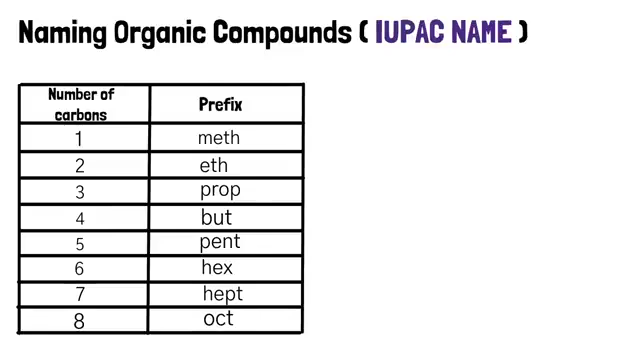 Naming Organic Compounds ( IUPAC NAME )
Number of carbons Prefix
1 meth
2 eth
3 prop
4 but
5 pent
6 hex
7 hept
8 oct